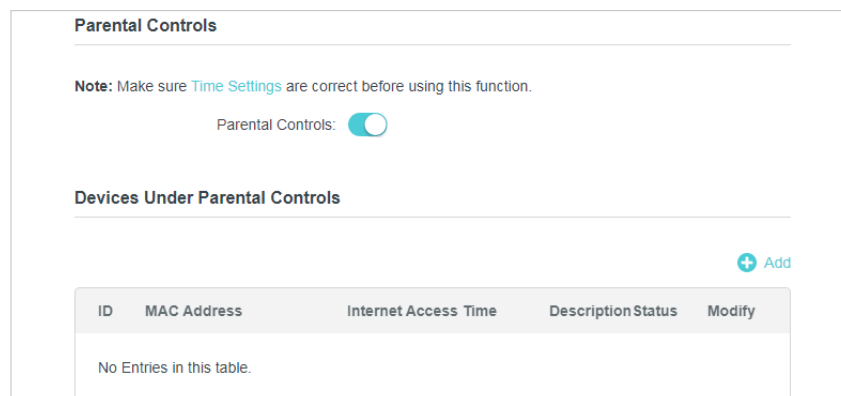 Parental Controls
Note: Make sure Time Settings are correct before using this function.
Parental Controls:
Devices Under Parental Controls
Add
ID MAC Address Internet Access Time Description Status Modify
No Entries in this table.